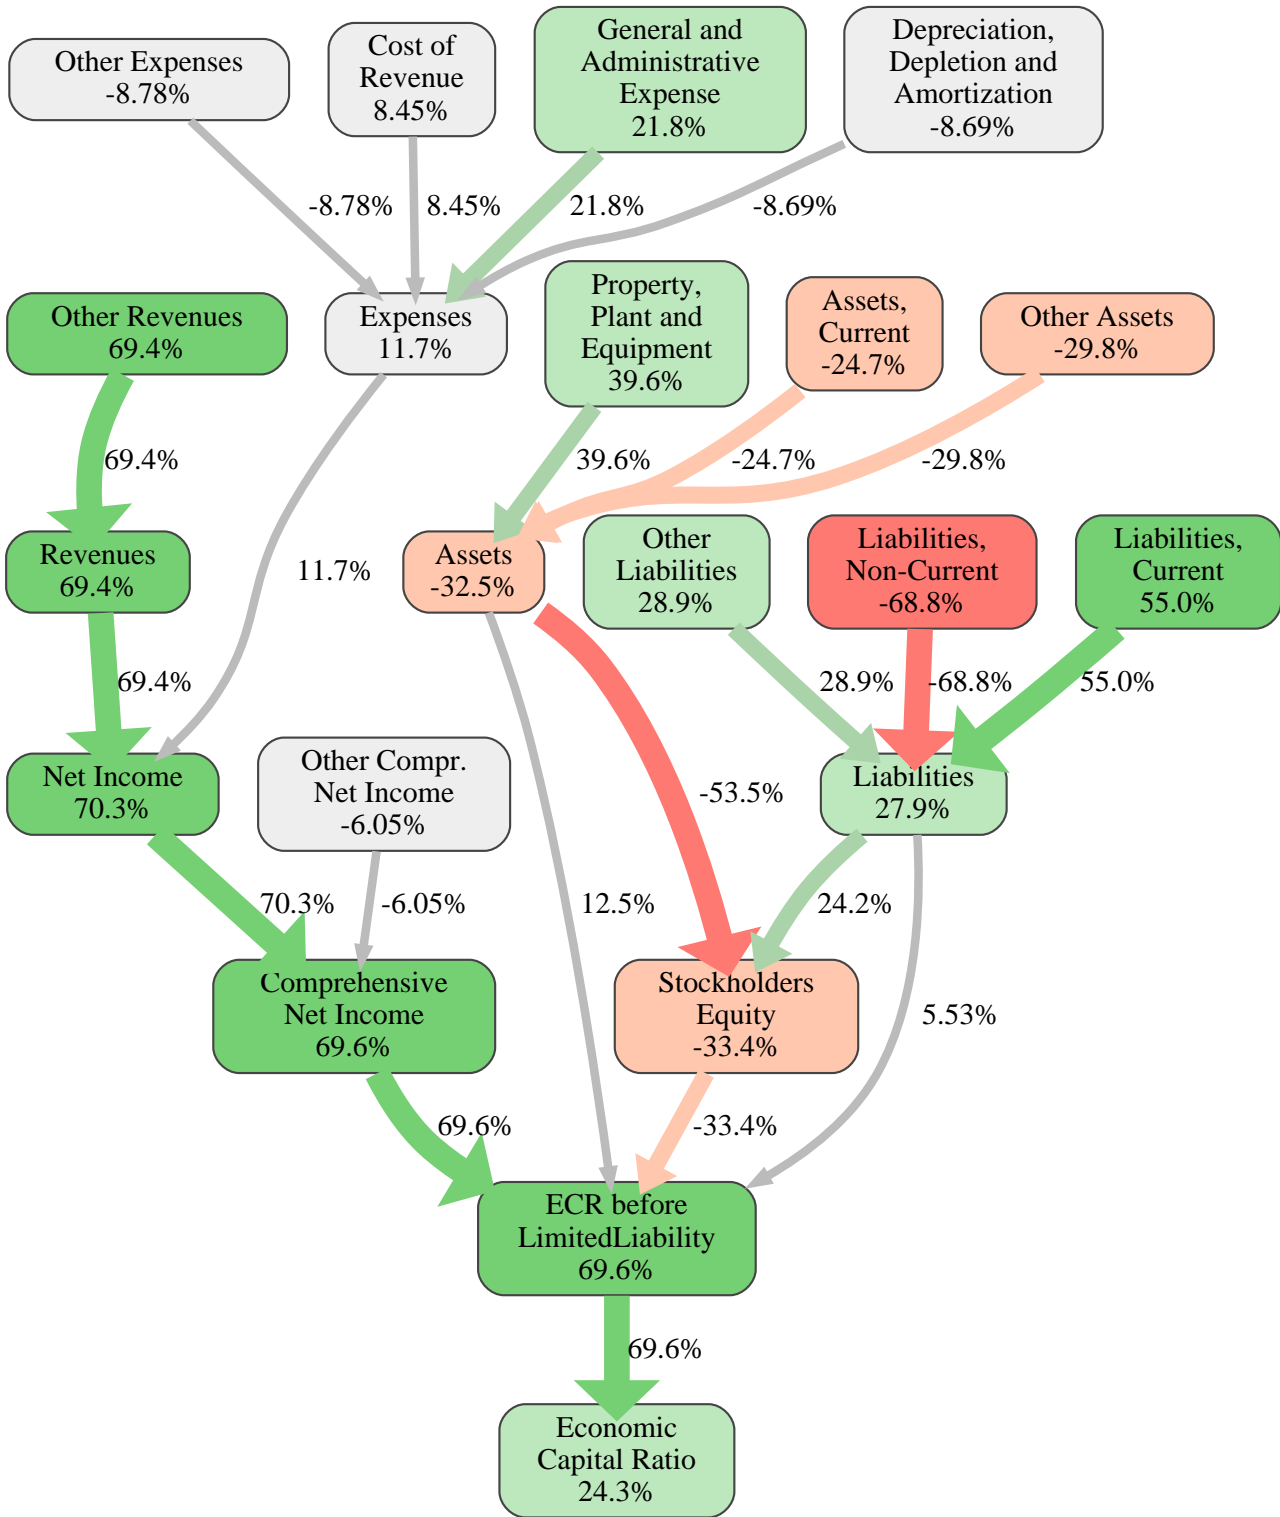 Other Expenses
-8.78%
Cost of
Revenue
8.45%
General and
Administrative
Expense
21.8%
Depreciation,
Depletion and
Amortization
-8.69%
-8.78%
8.45%
21.8%
-8.69%
Other Revenues
69.4%
Expenses
11.7%
Property,
Plant and
Equipment
39.6%
Assets,
Current
-24.7%
Other Assets
-29.8%
69.4%
39.6%
-24.7%
-29.8%
Revenues
69.4%
11.7%
Assets
-32.5%
Other
Liabilities
28.9%
Liabilities,
Non-Current
-68.8%
Liabilities,
Current
55.0%
69.4%
28.9%
-68.8%
55.0%
Net Income
70.3%
Other Compr.
Net Income
-6.05%
-53.5%
Liabilities
27.9%
70.3%
-6.05%
12.5%
24.2%
Comprehensive
Net Income
69.6%
Stockholders
Equity
-33.4%
5.53%
69.6%
-33.4%
ECR before
LimitedLiability
69.6%
69.6%
Economic
Capital Ratio
24.3%